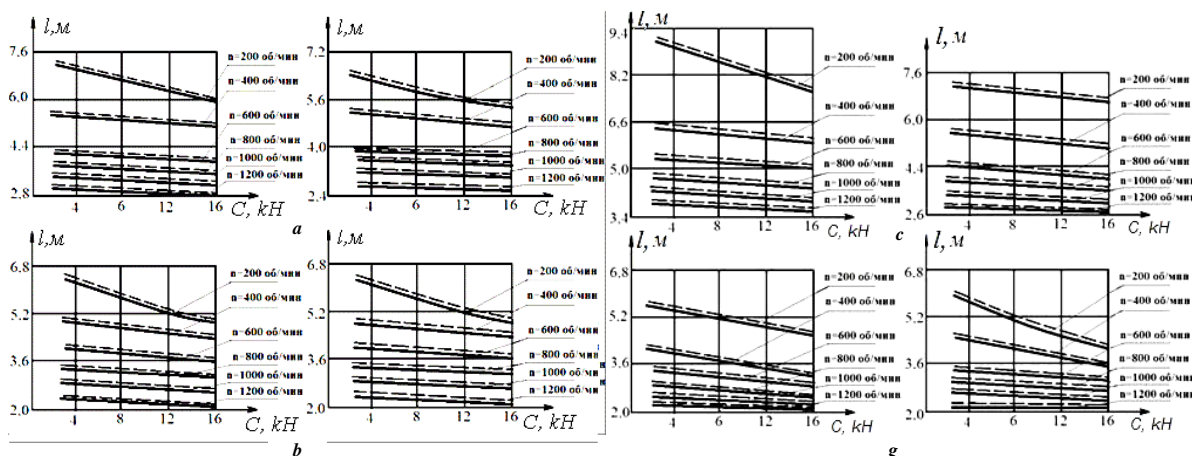 l,м
7.6
6.0
4.4
2.8
n=200 об/мин
n=400 об/мин
n=600 об/мин
n=800 об/мин
n=1000 об/мин
n=1200 об/мин
4 6 12 16
C, kH
l,м
7.2
5.6
4.0
2.4
n=200 об/мин
n=400 об/мин
n=600 об/мин
n=800 об/мин
n=1000 об/мин
n=1200 об/мин
4 6 12 16
C, kH
a
l, м
9.4
8.2
6.6
5.0
3.4
n=200 об/мин
n=400 об/мин
n=600 об/мин
n=800 об/мин
n=1000 об/мин
n=1200 об/мин
4 6 12 16
C, kH
l, м
7.6
6.0
4.4
2.6
n=200 об/мин
n=400 об/мин
n=600 об/мин
n=800 об/мин
n=1000 об/мин
n=1200 об/мин
4 6 12 16
C, kH
c
l, м
6.8
5.2
3.6
2.0
n=200 об/мин
n=400 об/мин
n=600 об/мин
n=800 об/мин
n=1000 об/мин
n=1200 об/мин
4 8 12 16
C, kH
l, м
6.8
5.2
3.6
2.0
n=200 об/мин
n=400 об/мин
n=600 об/мин
n=800 об/мин
n=1000 об/мин
n=1200 об/мин
4 8 12 16
C, kH
b
l, м
6.8
5.2
3.6
2.0
n=200 об/мин
n=400 об/мин
n=600 об/мин
n=800 об/мин
n=1000 об/мин
n=1200 об/мин
4 6 12 16
C, kH
l, м
6.8
5.2
3.6
2.0
n=200 об/мин
n=400 об/мин
n=600 об/мин
n=800 об/мин
n=1000 об/мин
n=1200 об/мин
4 6 12 16
C, kH
g